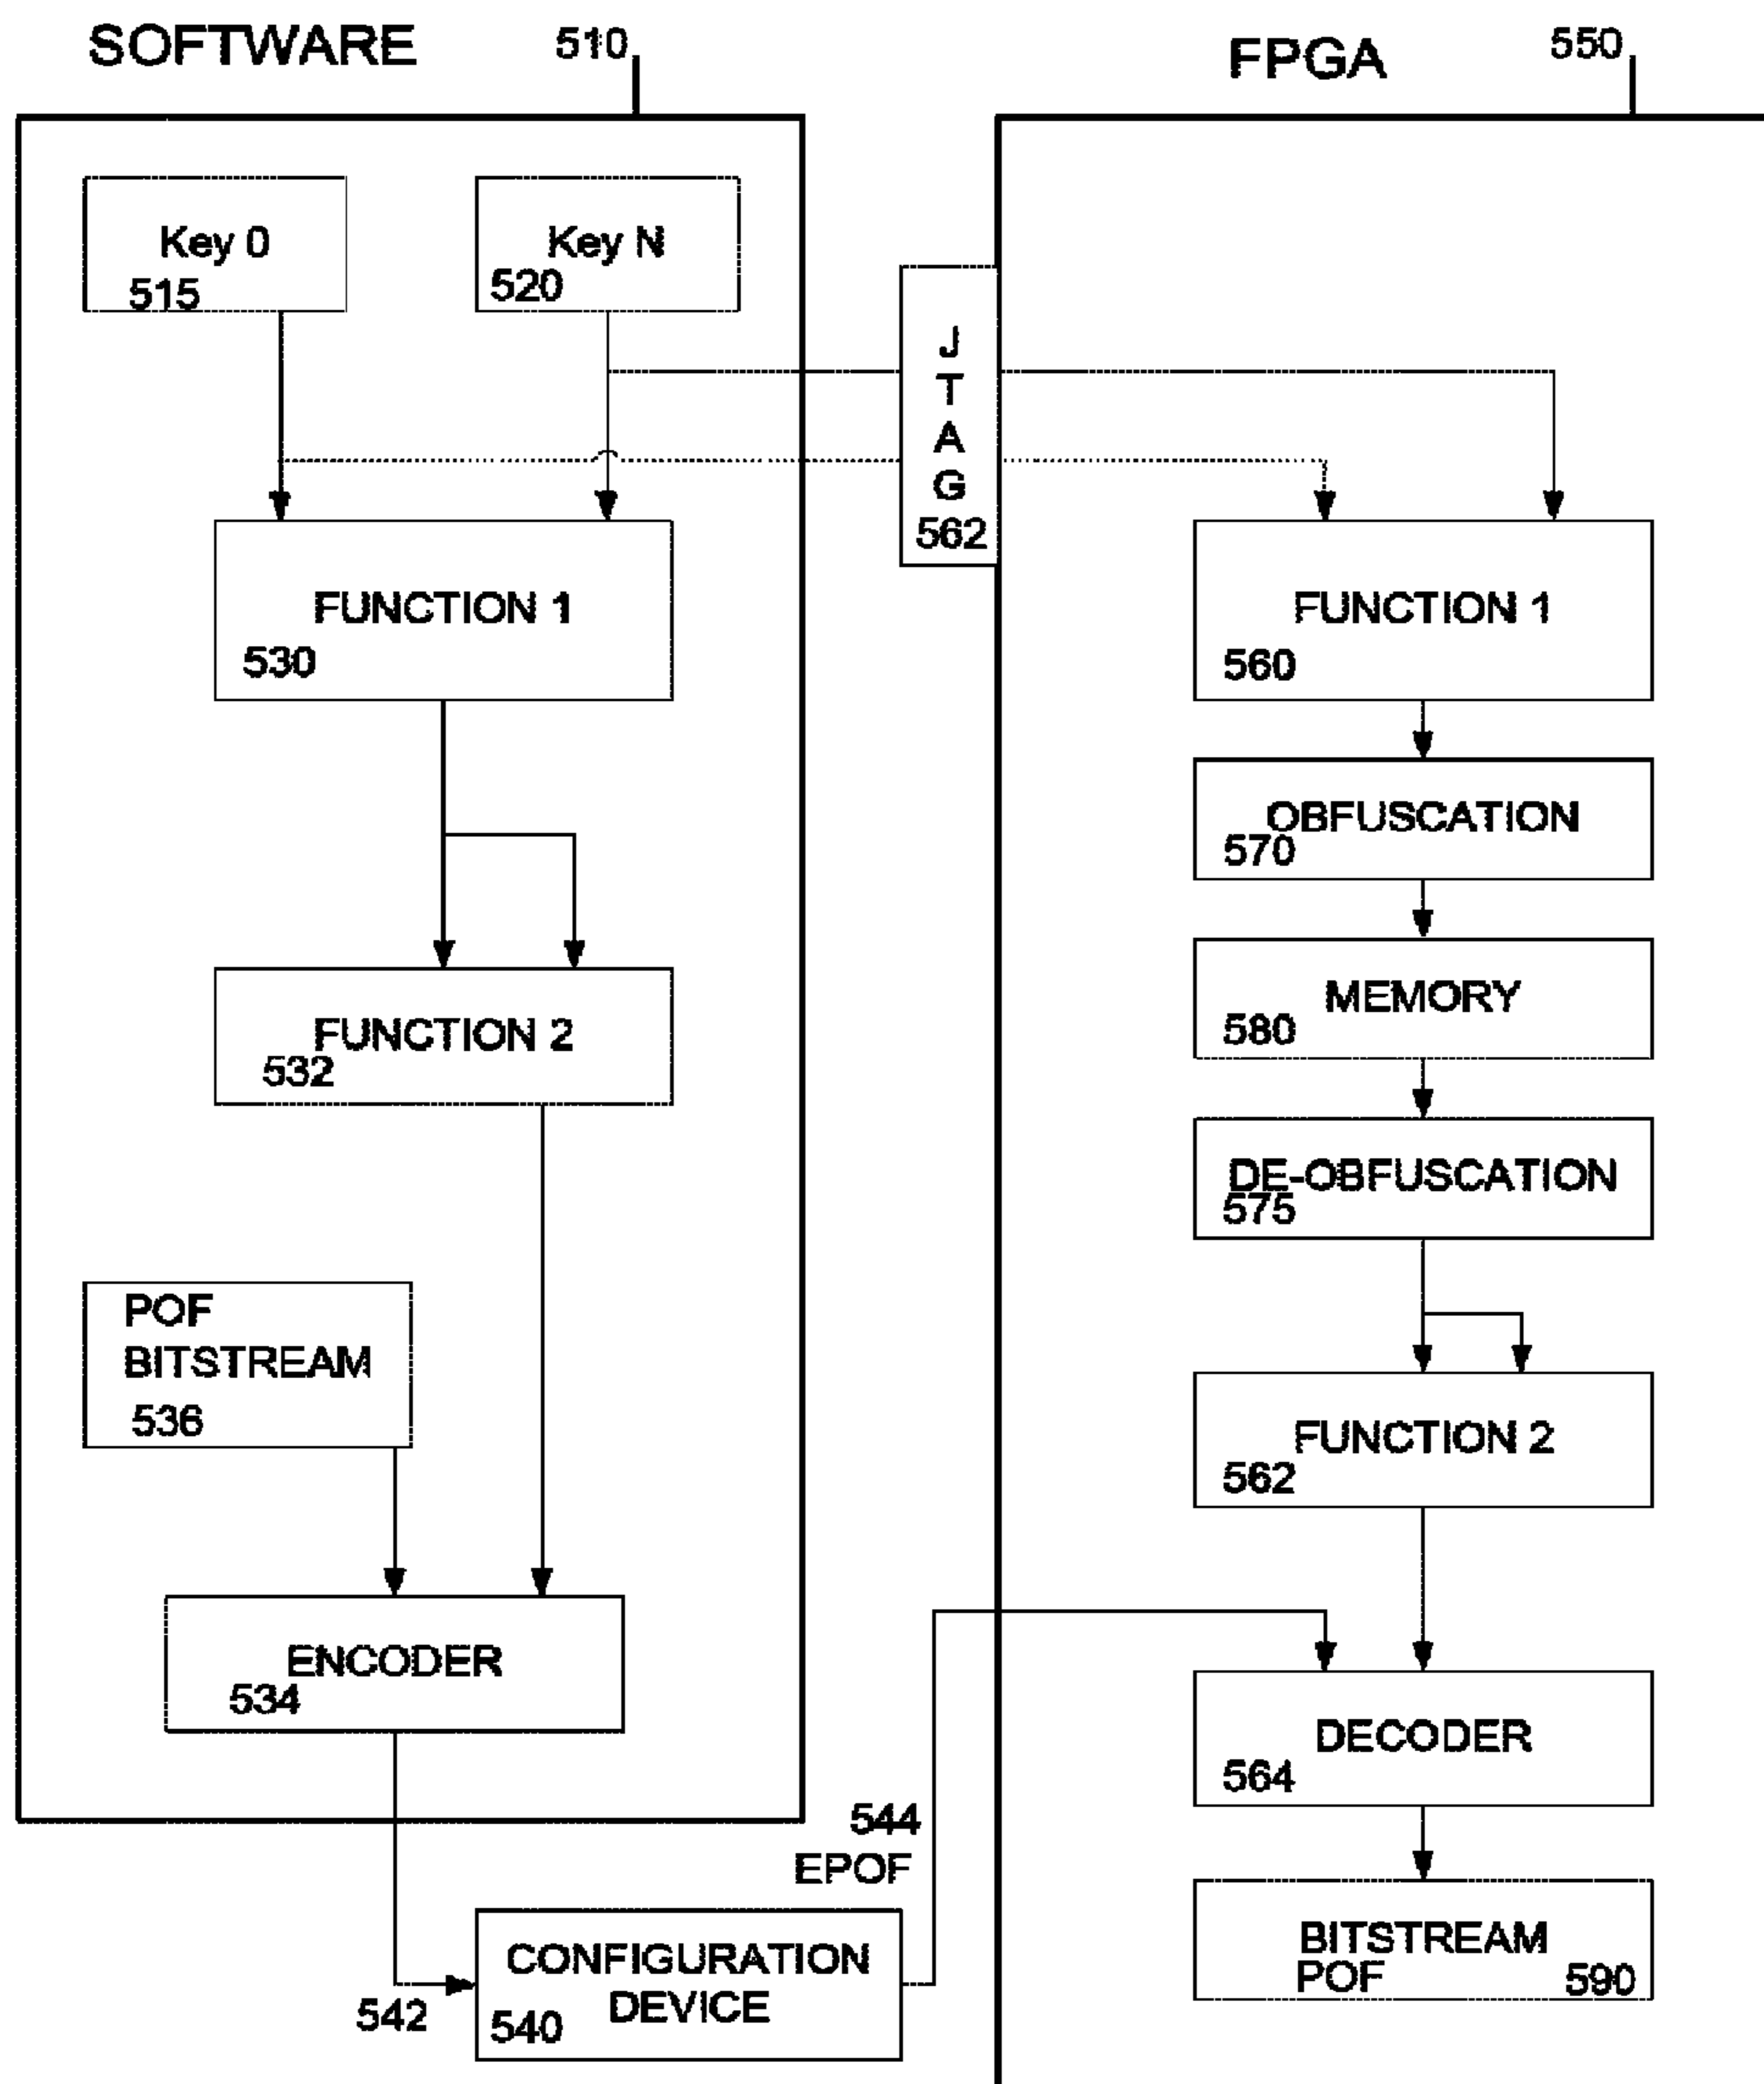 SOFTWARE
510
FPGA
550
Key 0
515
Key N
520
J
T
A
G
562
FUNCTION 1
530
FUNCTION 1
560
OBFUSCATION
570
FUNCTION 2
532
MEMORY
580
DE-OBFUSCATION
575
POF
BITSTREAM
536
FUNCTION 2
562
ENCODER
534
DECODER
564
544
EPOF
CONFIGURATION
DEVICE
540
542
BITSTREAM
POF
590